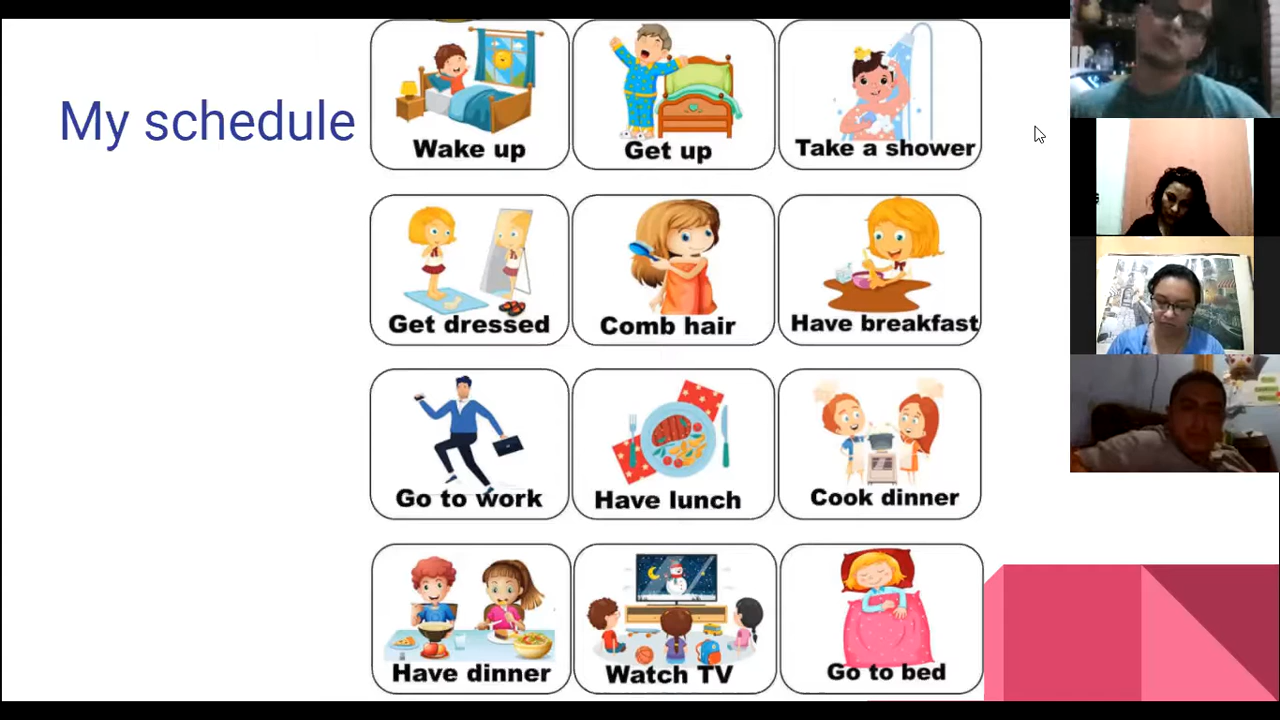 My schedule
Wake up
Get up
Take a shower
Get dressed
Comb hair
Have breakfast
Go to work
Have lunch
Cook dinner
Have dinner
Watch TV
Go to bed